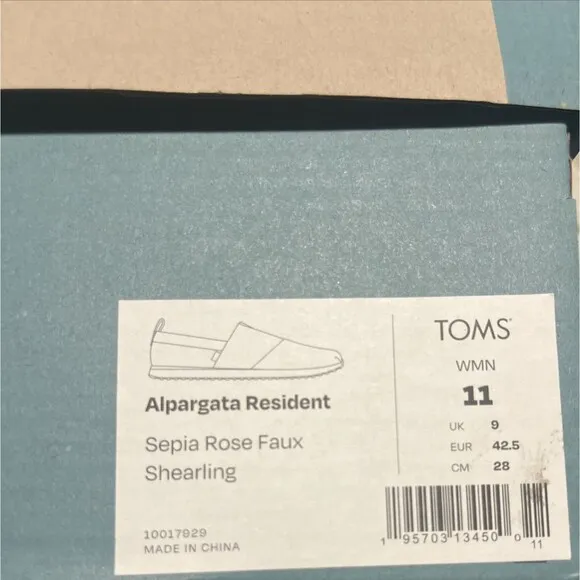 Alpargata Resident
Sepia Rose Faux
Shearling
10017929
MADE IN CHINA
TOMS®
WMN
11
UK 9
EUR 42.5
CM 28
1 95703 13450 0
11